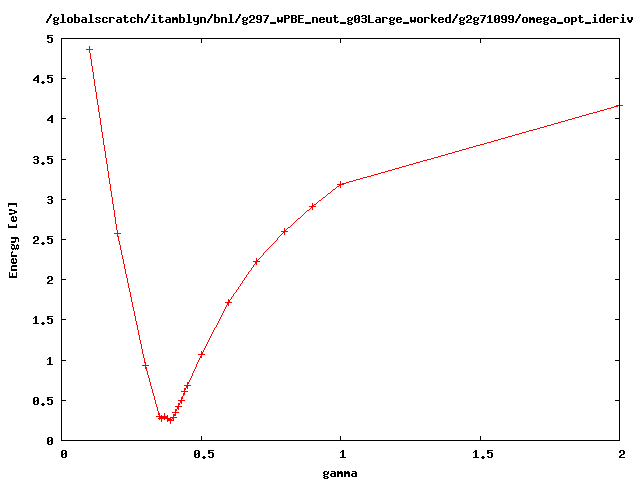 /globalscratch/itamblyn/bnl/g297_wPBE_neut_g03Large_worked/g2g71099/omega_opt_ideriv
5
4.5
4
3.5
3
2.5
2
1.5
1
0.5
0
Energy [eV]
0 0.5 1 1.5 2
gamma